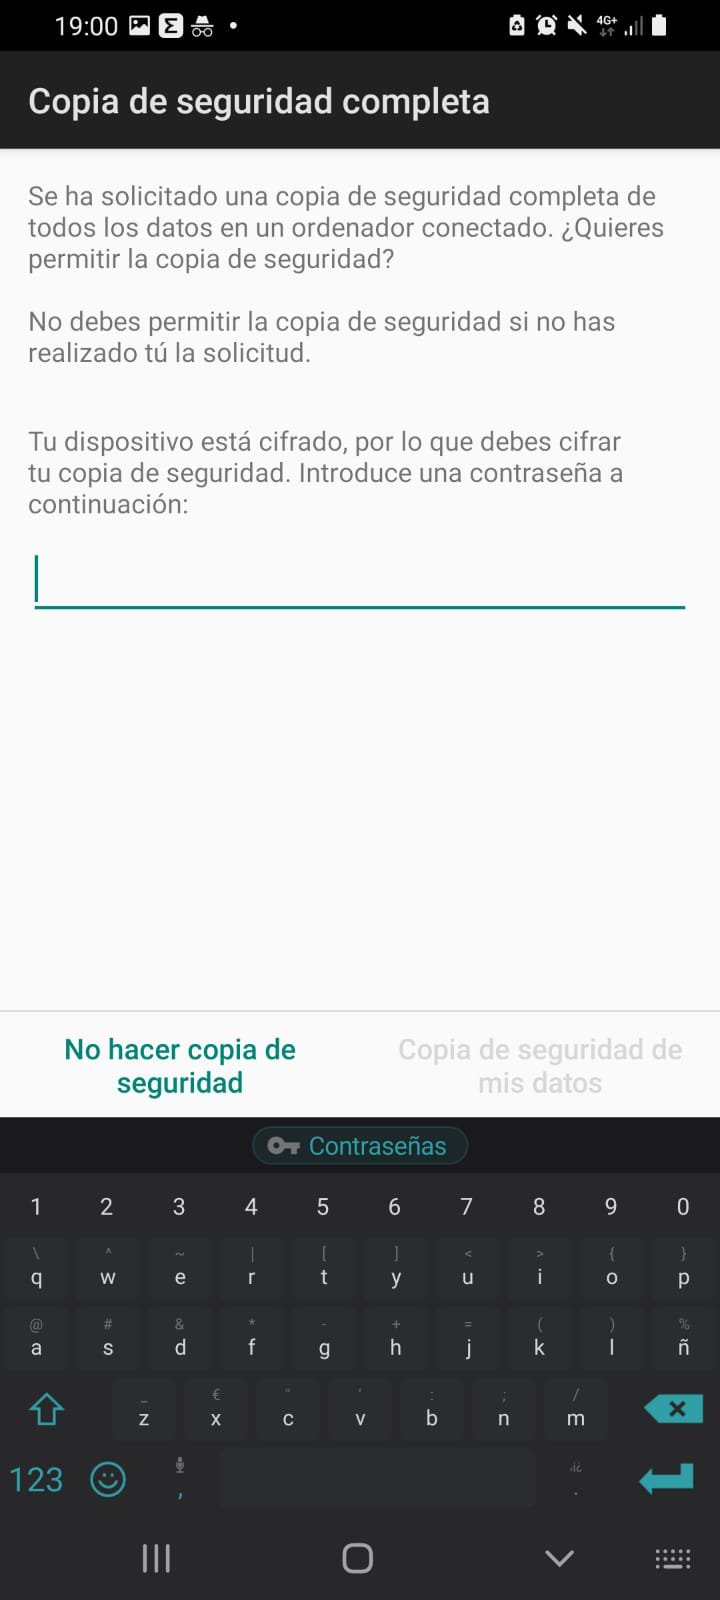 19:00
4G+
Copia de seguridad completa
Se ha solicitado una copia de seguridad completa de
todos los datos en un ordenador conectado. ¿Quieres
permitir la copia de seguridad?
No debes permitir la copia de seguridad si no has
realizado tú la solicitud.
Tu dispositivo está cifrado, por lo que debes cifrar
tu copia de seguridad. Introduce una contraseña a
continuación:
No hacer copia de
seguridad
Copia de seguridad de
mis datos
Contraseñas
1 2 3 4 5 6 7 8 9 0
\ ^ ~ | [ ] < > { }
q w e r t y u i o p
@ # & * - + = ( ) %
a s d f g h j k l ñ
_ € " ' : ; /
z x c v b n m
123 , .